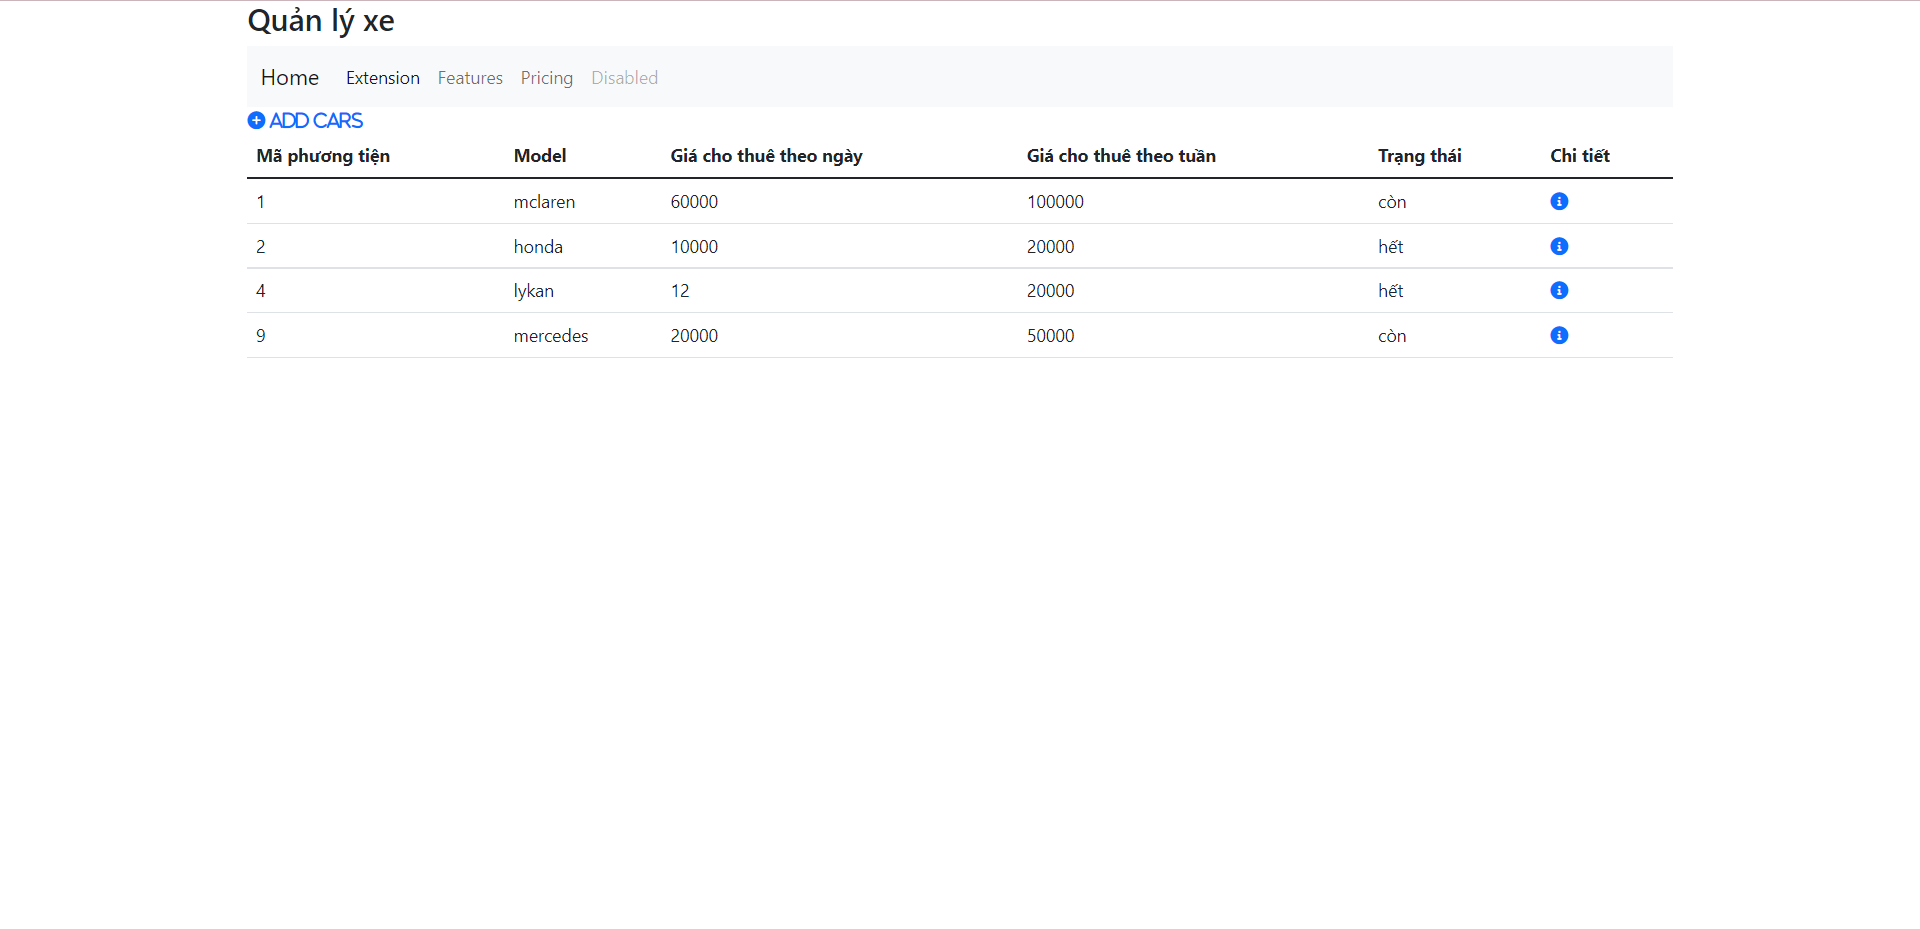 Quản lý xe
Home Extension Features Pricing Disabled
ADD CARS
Mã phương tiện Model Giá cho thuê theo ngày Giá cho thuê theo tuần Trạng thái Chi tiết
1 mclaren 60000 100000 còn
2 honda 10000 20000 hết
4 lykan 12 20000 hết
9 mercedes 20000 50000 còn